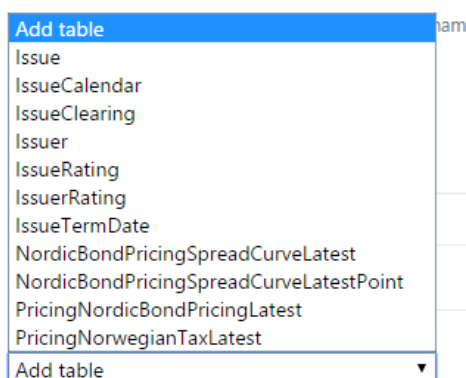 Add table
Issue
IssueCalendar
IssueClearing
Issuer
IssueRating
IssuerRating
IssueTermDate
NordicBondPricingSpreadCurveLatest
NordicBondPricingSpreadCurveLatestPoint
PricingNordicBondPricingLatest
PricingNorwegianTaxLatest
Add table